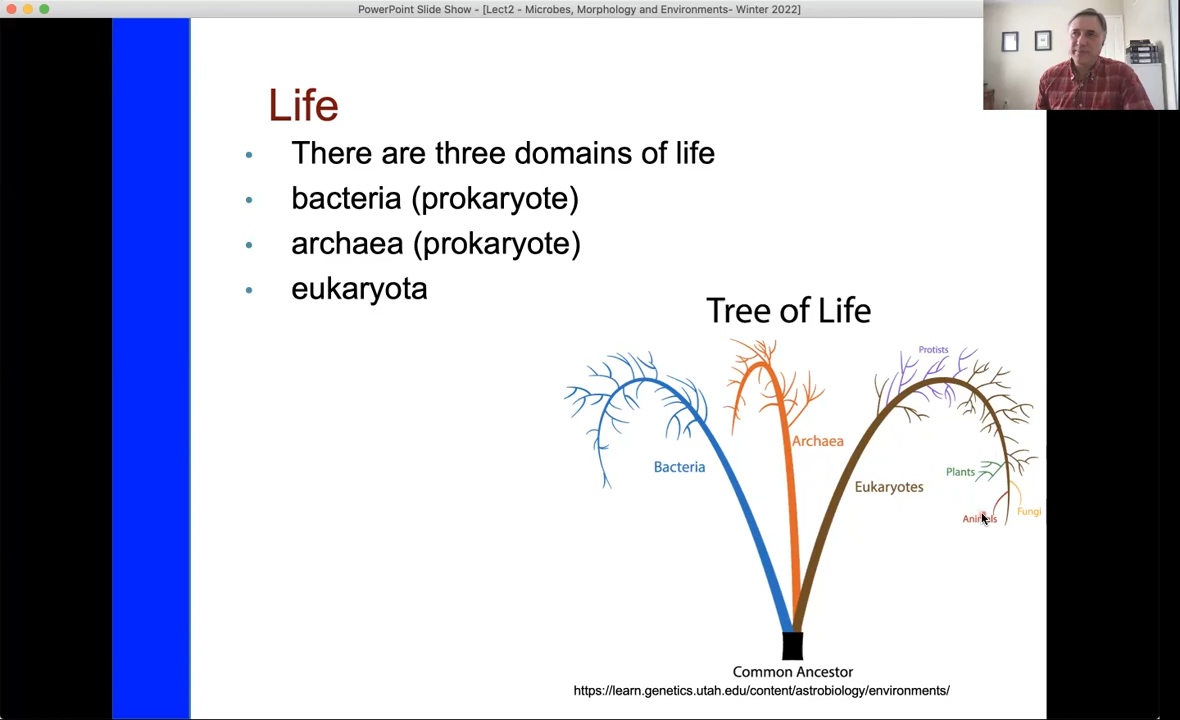 PowerPoint Slide Show - [Lect2 - Microbes, Morphology and Environments- Winter 2022]
Life
• There are three domains of life
• bacteria (prokaryote)
• archaea (prokaryote)
• eukaryota
Tree of Life
Protists
Archaea
Bacteria
Plants
Eukaryotes
Fungi
Animals
Common Ancestor
https://learn.genetics.utah.edu/content/astrobiology/environments/